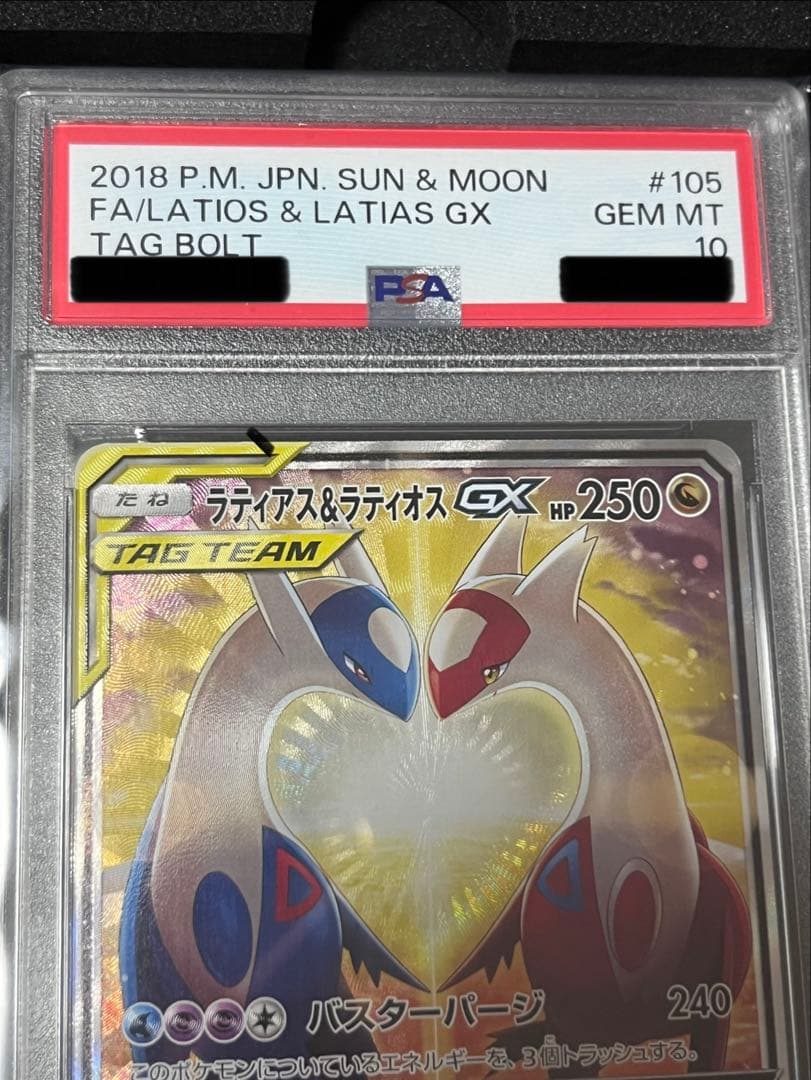 2018 P.M. JPN. SUN & MOON #105
FA/LATIOS & LATIAS GX GEM MT
TAG BOLT 10
PSA
たね ラティアス&ラティオス GX HP 250
TAG TEAM
バスターパージ 240
このポケモンについているエネルギーを、3個トラッシュする。